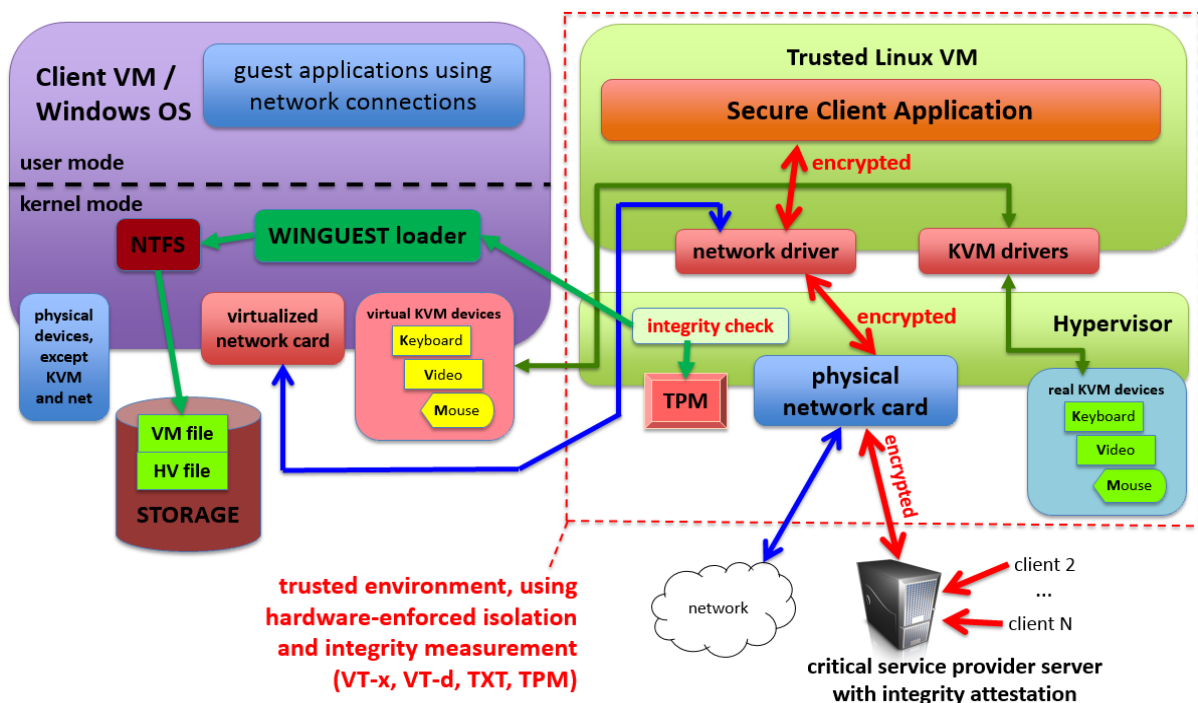 Client VM /
Windows OS
guest applications using
network connections
user mode
kernel mode
NTFS
WINGUEST loader
physical
devices,
except
KVM
and net
virtualized
network card
virtual KVM devices
Keyboard
Video
Mouse
VM file
HV file
STORAGE
Trusted Linux VM
Secure Client Application
encrypted
network driver
KVM drivers
integrity check
encrypted
Hypervisor
TPM
physical
network card
real KVM devices
Keyboard
Video
Mouse
encrypted
trusted environment, using
hardware-enforced isolation
and integrity measurement
(VT-x, VT-d, TXT, TPM)
network
client 2
...
client N
critical service provider server
with integrity attestation